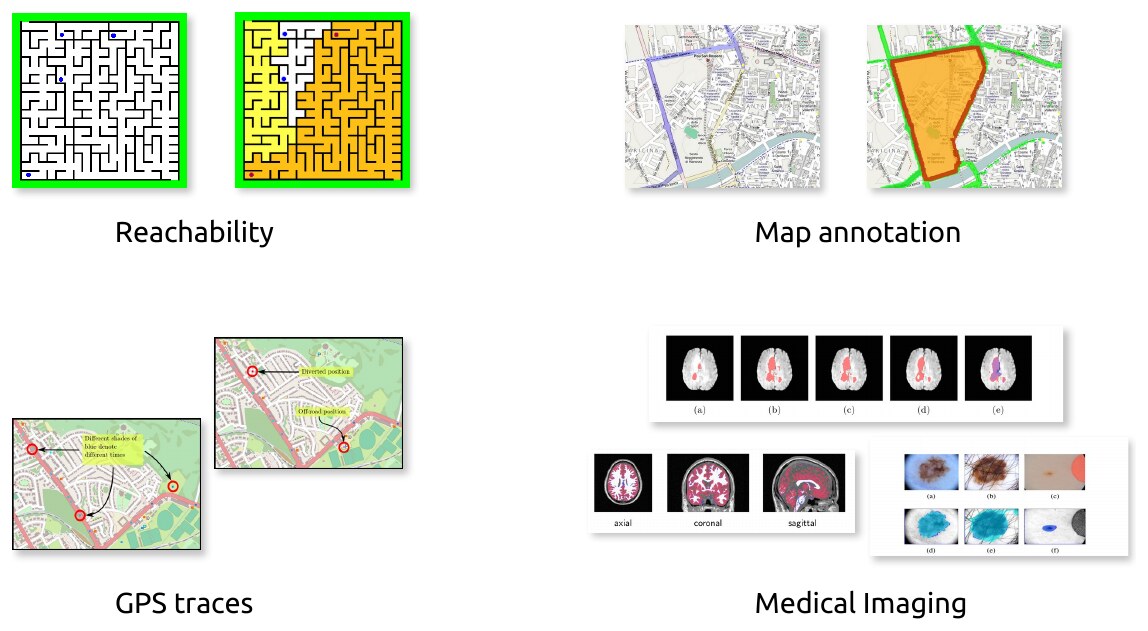 Reachability
Map annotation
Diverted position
Off-road position
Different shades of
blue denote
different times
(a) (b) (c) (d) (e)
axial coronal sagittal
(a) (b) (c)
(d) (e) (f)
GPS traces
Medical Imaging